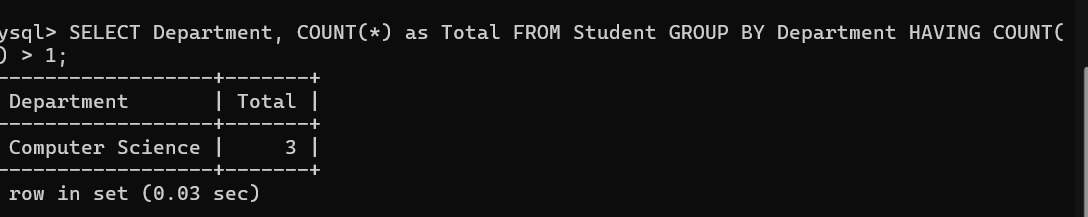 ysql> SELECT Department, COUNT(*) as Total FROM Student GROUP BY Department HAVING COUNT(
) > 1;
-----------------+-------+
Department       | Total |
-----------------+-------+
Computer Science |     3 |
-----------------+-------+
row in set (0.03 sec)